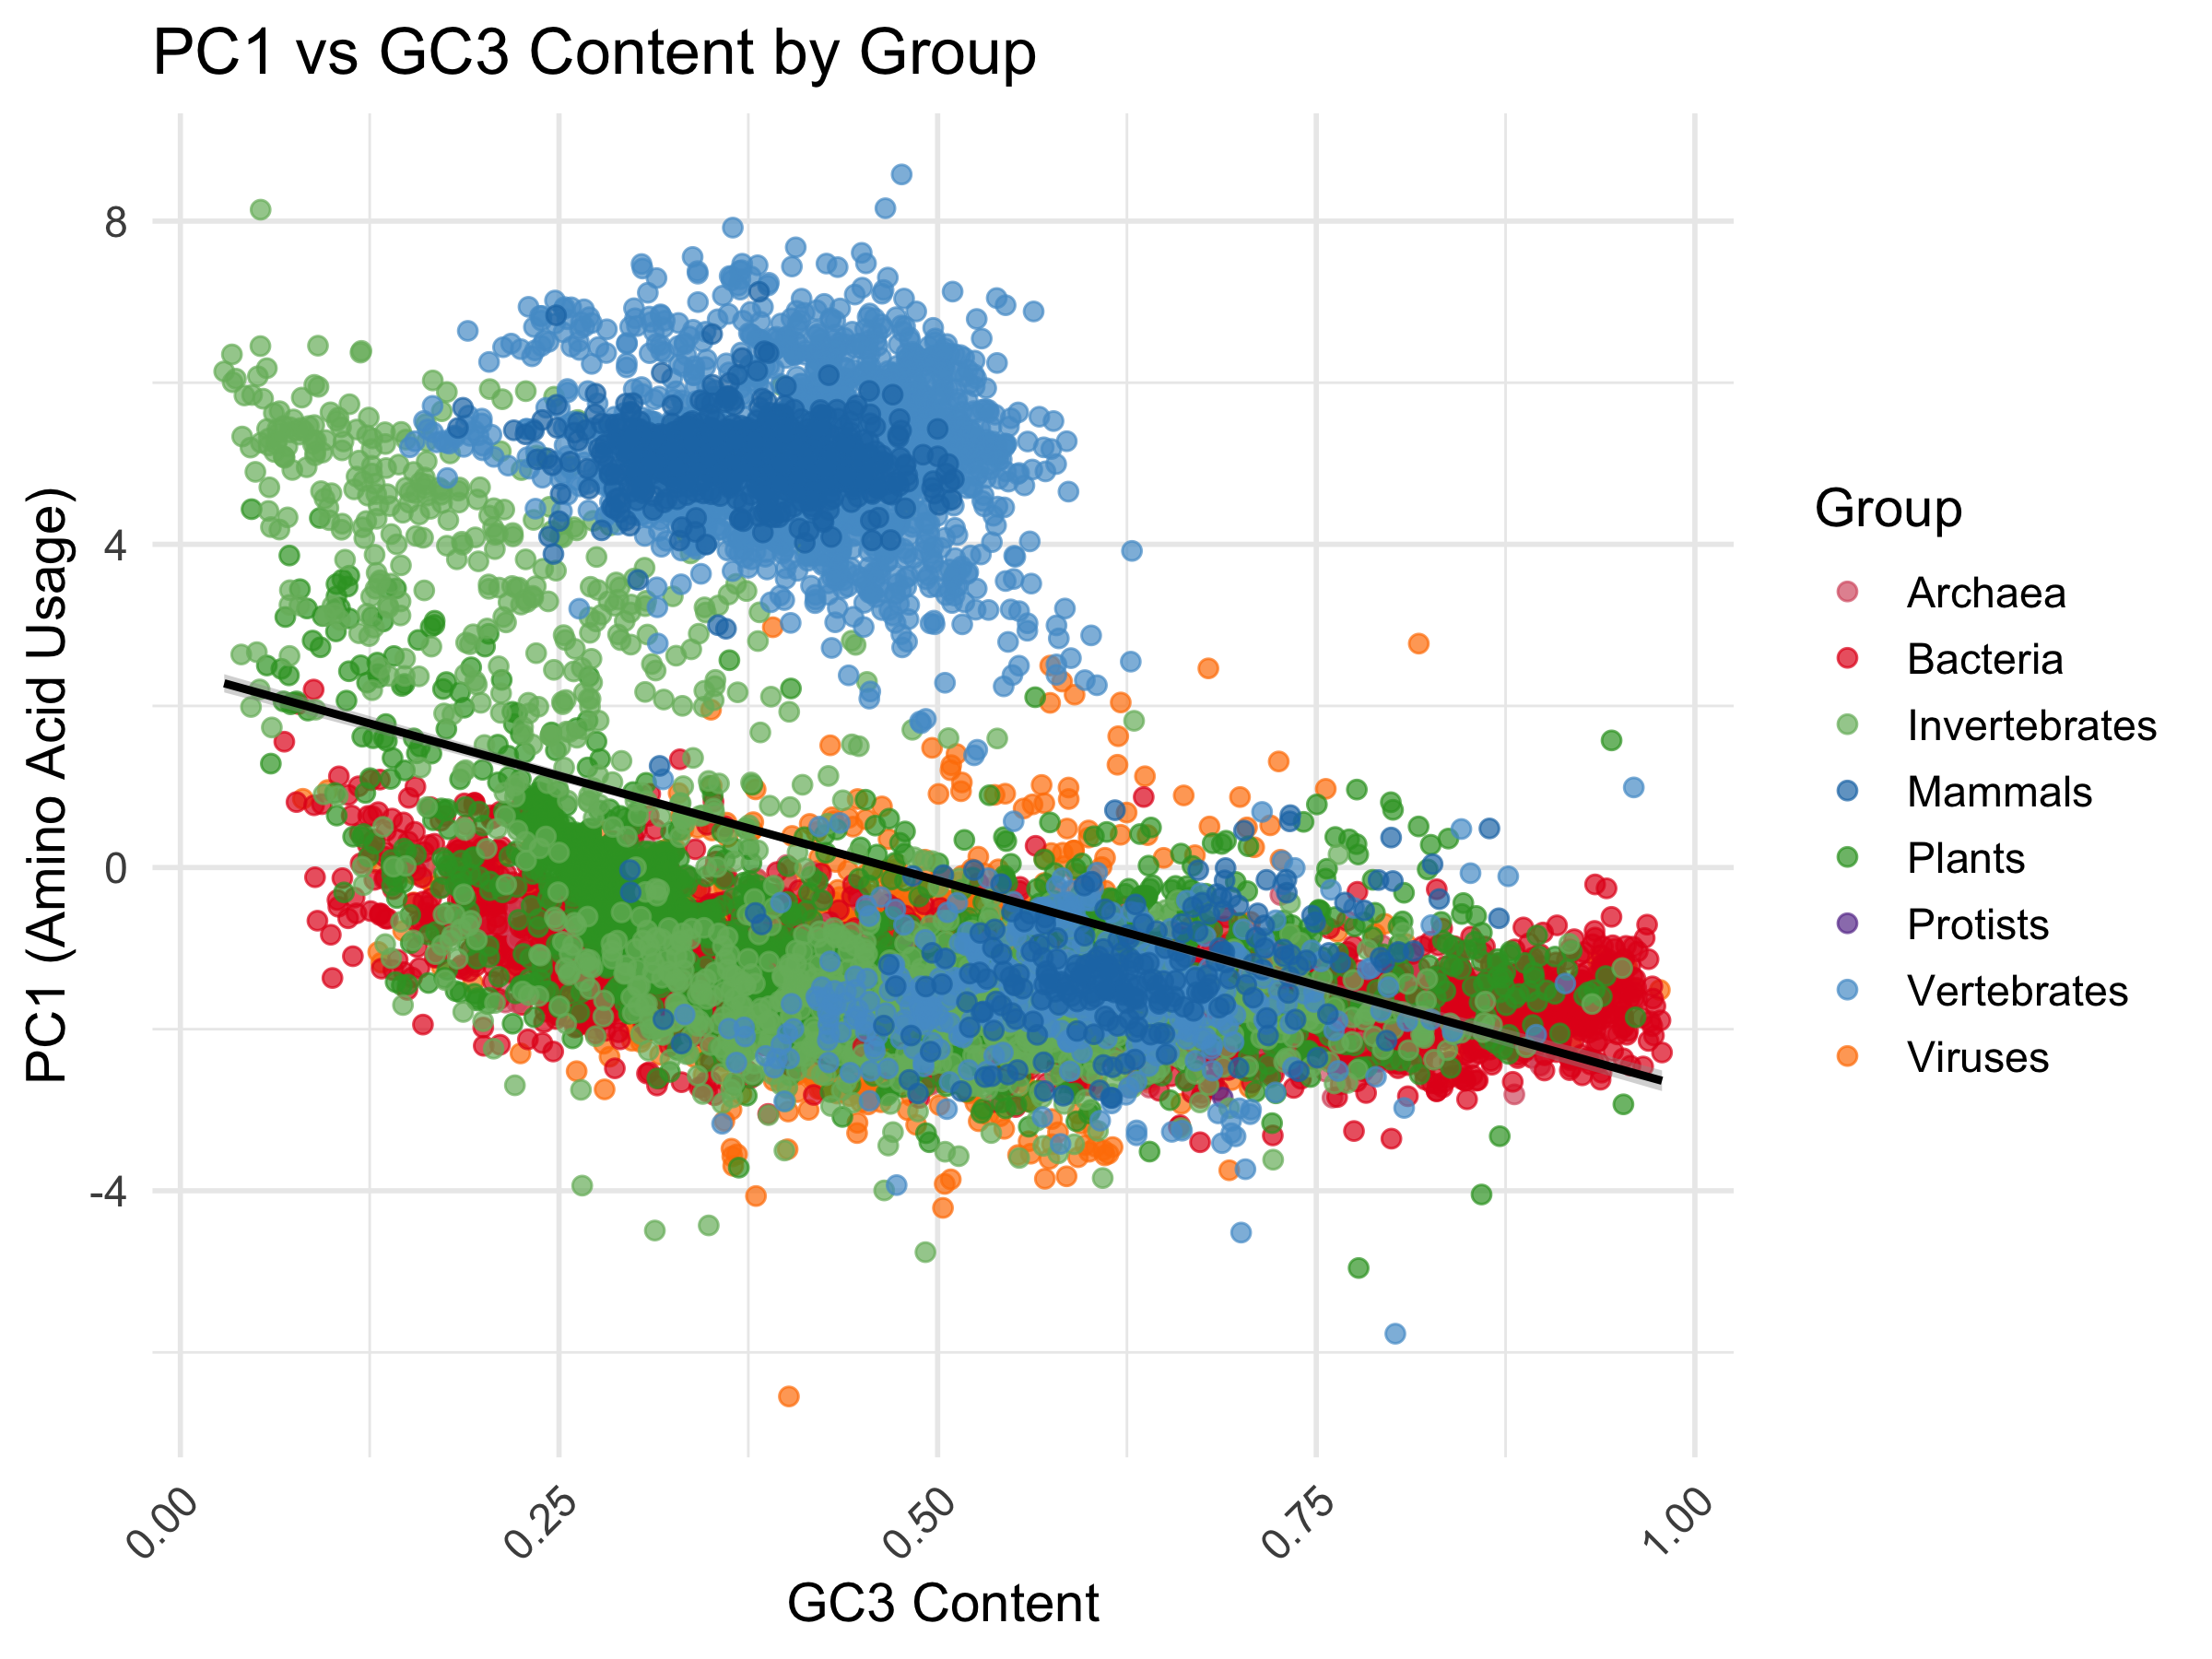 PC1 vs GC3 Content by Group
PC1 (Amino Acid Usage)
8
4
0
-4
0.00
0.25
0.50
0.75
1.00
GC3 Content
Group
Archaea
Bacteria
Invertebrates
Mammals
Plants
Protists
Vertebrates
Viruses